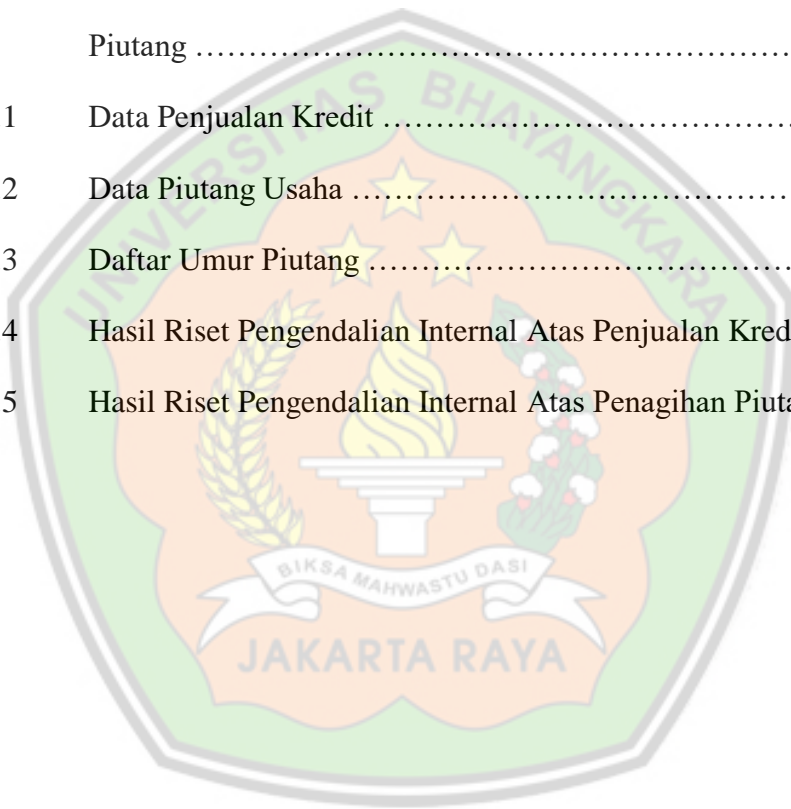 Piutang ……………………………………………………
1 Data Penjualan Kredit ……………………………………
2 Data Piutang Usaha ………………………………………
3 Daftar Umur Piutang ………………………………………
4 Hasil Riset Pengendalian Internal Atas Penjualan Kred
5 Hasil Riset Pengendalian Internal Atas Penagihan Piuta
UNIVERSITAS BHAYANGKARA
BIKSA MAHWASTU DASI
JAKARTA RAYA